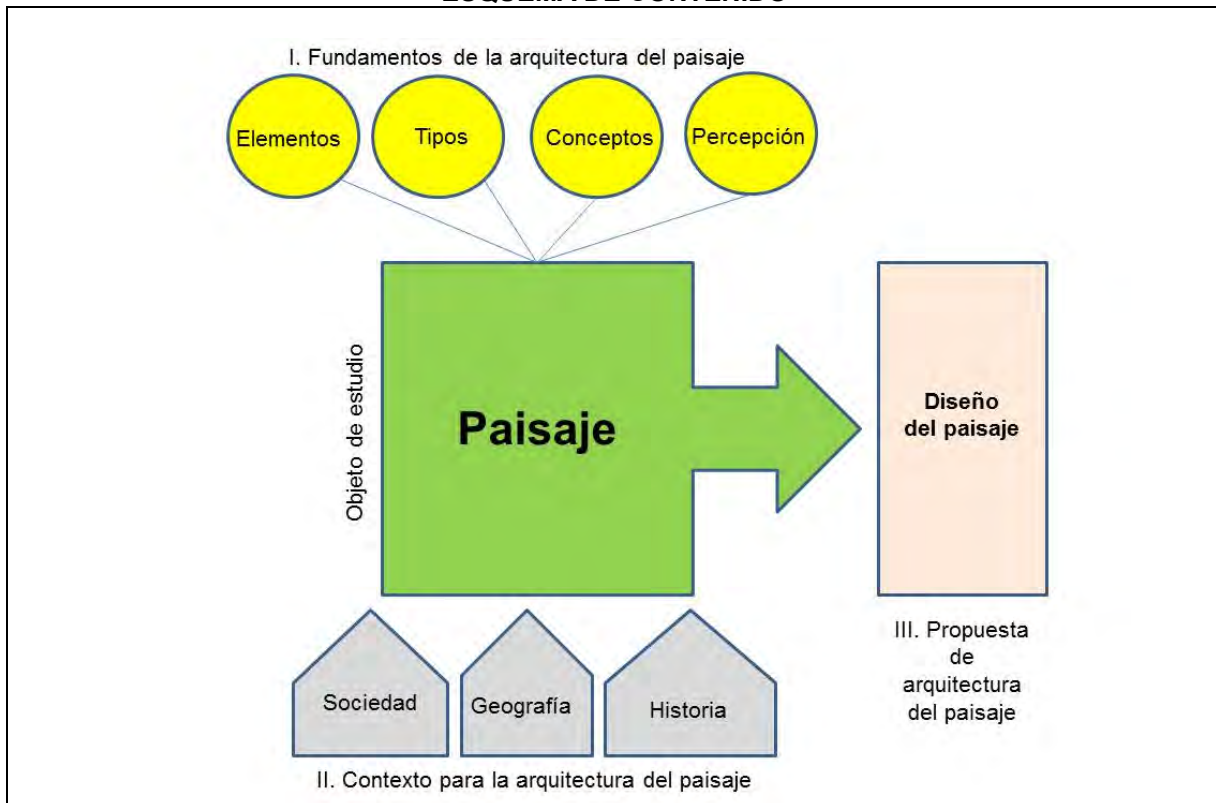 I. Fundamentos de la arquitectura del paisaje
Elementos
Tipos
Conceptos
Percepción
Objeto de estudio
Paisaje
Diseño
del paisaje
Sociedad
Geografía
Historia
II. Contexto para la arquitectura del paisaje
III. Propuesta
de
arquitectura
del paisaje